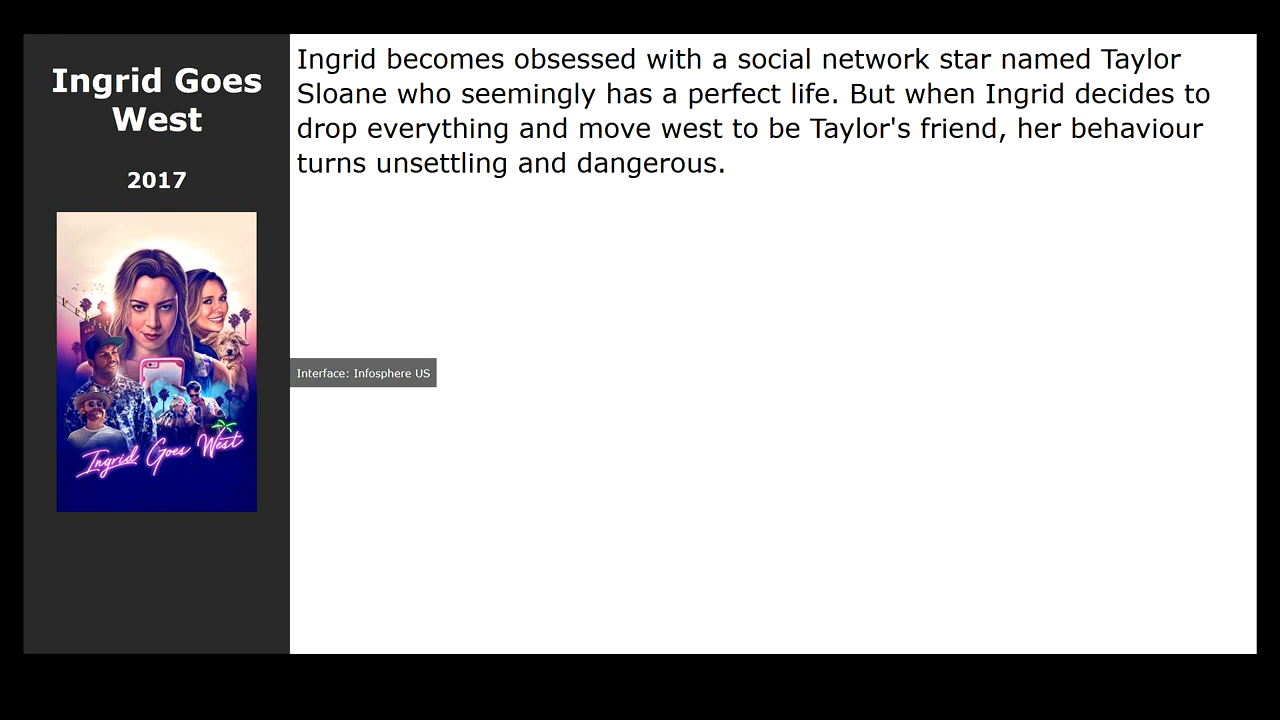 Ingrid Goes
West
2017
Ingrid Goes West
Ingrid becomes obsessed with a social network star named Taylor
Sloane who seemingly has a perfect life. But when Ingrid decides to
drop everything and move west to be Taylor's friend, her behaviour
turns unsettling and dangerous.
Interface: Infosphere US